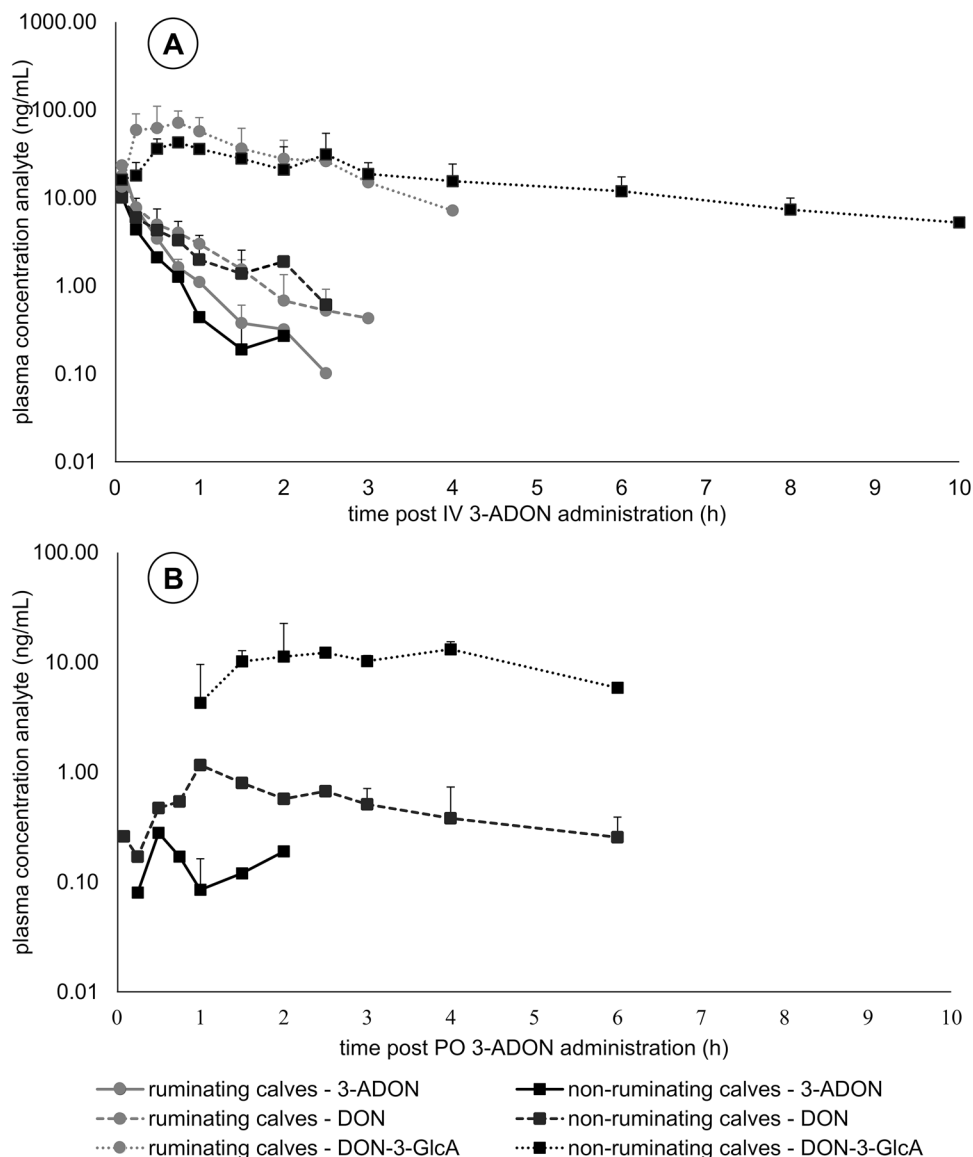 A
plasma concentration analyte (ng/mL)
1000.00
100.00
10.00
1.00
0.10
0.01
0 1 2 3 4 5 6 7 8 9 10
time post IV 3-ADON administration (h)
B
plasma concentration analyte (ng/mL)
100.00
10.00
1.00
0.10
0.01
0 1 2 3 4 5 6 7 8 9 10
time post PO 3-ADON administration (h)
ruminating calves - 3-ADON non-ruminating calves - 3-ADON
ruminating calves - DON non-ruminating calves - DON
ruminating calves - DON-3-GlcA non-ruminating calves - DON-3-GlcA